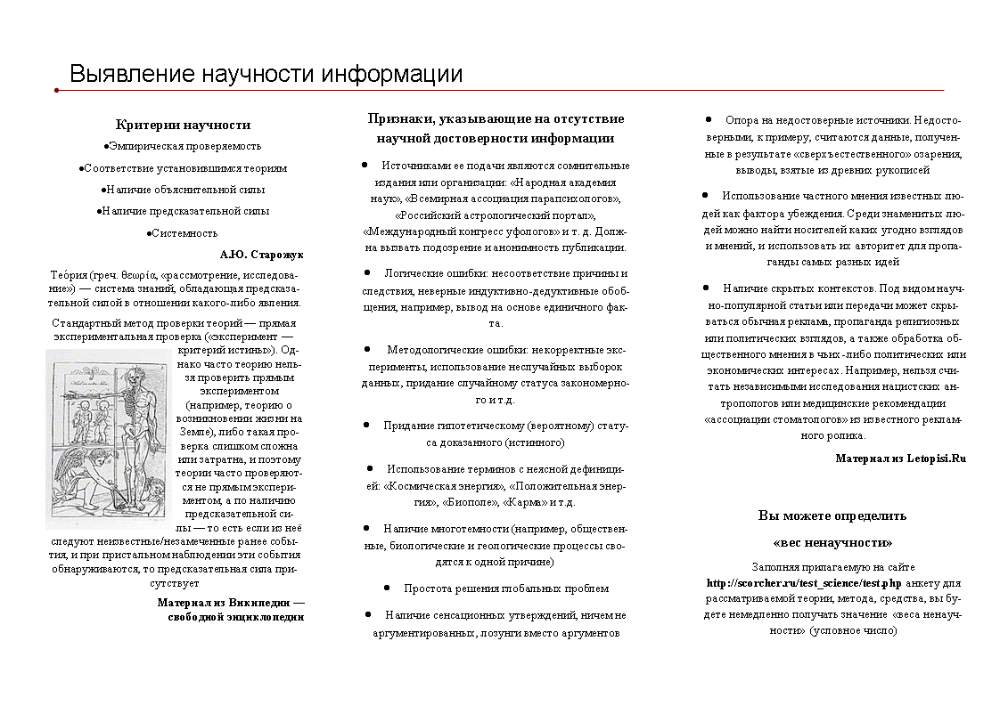 Выявление научности информации
Критерии научности
•Эмпирическая проверяемость
•Соответствие установившимся теориям
•Наличие объяснительной силы
•Наличие предсказательной силы
•Системность
А.Ю. Старожук
Тео́рия (греч. θεωρία, «рассмотрение, исследова-
ние») — система знаний, обладающая предсказа-
тельной силой в отношении какого-либо явления.
Стандартный метод проверки теорий — прямая
экспериментальная проверка («эксперимент —
критерий истины»). Од-
нако часто теорию нель-
зя проверить прямым
экспериментом
(например, теорию о
возникновении жизни на
Земле), либо такая про-
верка слишком сложна
или затратна, и поэтому
теории часто проверяют-
ся не прямым экспери-
ментом, а по наличию
предсказательной си-
лы — то есть если из неё
следуют неизвестные/незамеченные ранее собы-
тия, и при пристальном наблюдении эти события
обнаруживаются, то предсказательная сила при-
сутствует
Материал из Википедии —
свободной энциклопедии
Признаки, указывающие на отсутствие
научной достоверности информации
• Источниками ее подачи являются сомнительные
издания или организации: «Народная академия
наук», «Всемирная ассоциация парапсихологов»,
«Российский астрологический портал»,
«Международный конгресс уфологов» и т. д. Долж-
на вызвать подозрение и анонимность публикации.
• Логические ошибки: несоответствие причины и
следствия, неверные индуктивно-дедуктивные обоб-
щения, например, вывод на основе единичного фак-
та.
• Методологические ошибки: некорректные экс-
перименты, использование неслучайных выборок
данных, придание случайному статуса закономерно-
го и т.д.
• Придание гипотетическому (вероятному) стату-
са доказанного (истинного)
• Использование терминов с неясной дефиници-
ей: «Космическая энергия», «Положительная энер-
гия», «Биополе», «Карма» и т.д.
• Наличие многотемности (например, обществен-
ные, биологические и геологические процессы сво-
дятся к одной причине)
• Простота решения глобальных проблем
• Наличие сенсационных утверждений, ничем не
аргументированных, лозунги вместо аргументов
• Опора на недостоверные источники. Недосто-
верными, к примеру, считаются данные, получен-
ные в результате «сверхъестественного» озарения,
выводы, взятые из древних рукописей
• Использование частного мнения известных лю-
дей как фактора убеждения. Среди знаменитых лю-
дей можно найти носителей каких угодно взглядов
и мнений, и использовать их авторитет для пропа-
ганды самых разных идей
• Наличие скрытых контекстов. Под видом науч-
но-популярной статьи или передачи может скры-
ваться обычная реклама, пропаганда религиозных
или политических взглядов, а также обработка об-
щественного мнения в чьих-либо политических или
экономических интересах. Например, нельзя счи-
тать независимыми исследования нацистских ан-
тропологов или медицинские рекомендации
«ассоциации стоматологов» из известного реклам-
ного ролика.
Материал из Letopisi.Ru
Вы можете определить
«вес ненаучности»
Заполняя прилагаемую на сайте
http://scorcher.ru/test_science/test.php анкету для
рассматриваемой теории, метода, средства, вы бу-
дете немедленно получать значение «веса ненауч-
ности» (условное число)